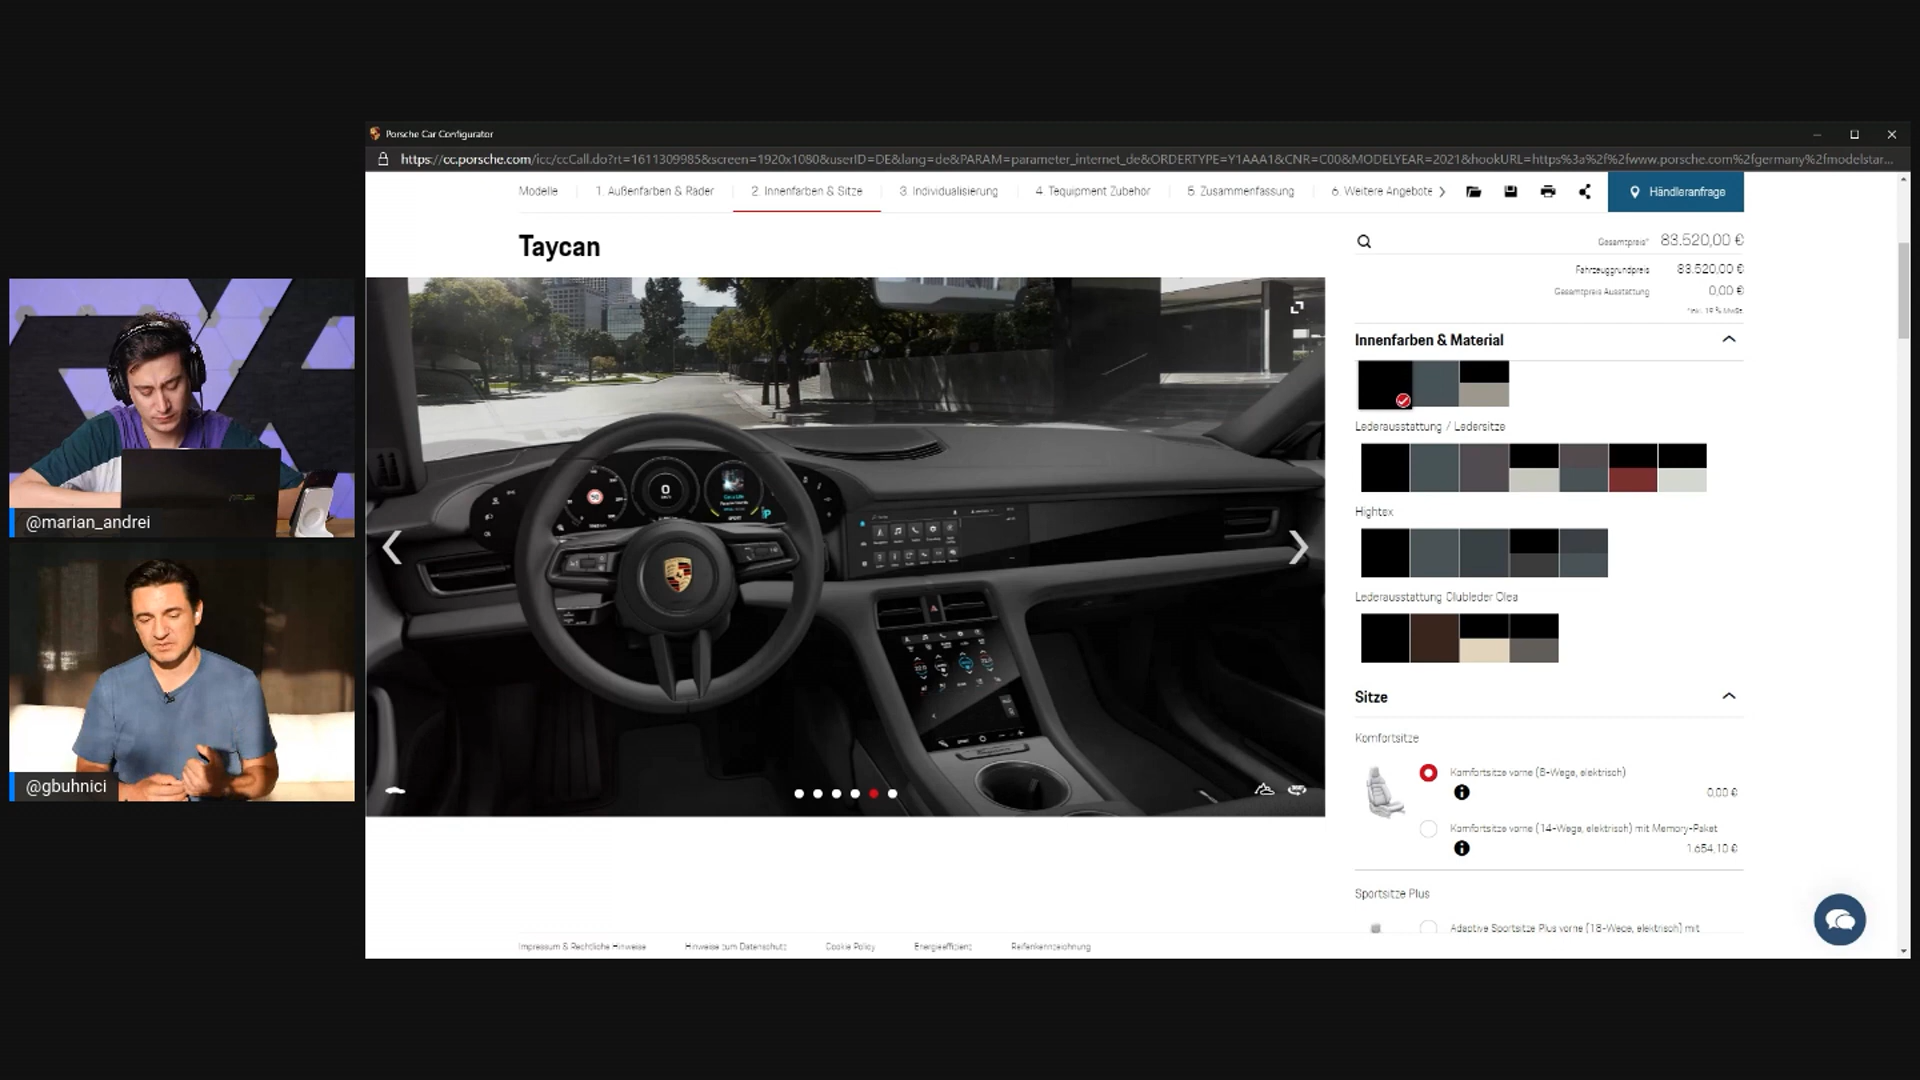 Porsche Car Configurator
https://cc.porsche.com/icc/ccCall.do?rt=1611309985&screen=1920x1080&userID=DE&lang=de&PARAM=parameter_internet_de&ORDERTYPE=Y1AAA1&CNR=C00&MODELYEAR=2021&hookURL=https%3a%2f%2fwww.porsche.com%2fgermany%2fmodelstar...
Modelle
1. Außenfarben & Räder
2. Innenfarben & Sitze
3. Individualisierung
4. Tequipment Zubehör
5. Zusammenfassung
6. Weitere Angebote
Händleranfrage
Taycan
Gesamtpreis* 83.520,00 €
Fahrzeuggrundpreis 83.520,00 €
Gesamtpreis Ausstattung 0,00 €
*inkl. 19 % MwSt.
Innenfarben & Material
Lederausstattung / Ledersitze
Hightex
Lederausstattung Clubleder Olea
Sitze
Komfortsitze
Komfortsitze vorne (8-Wege, elektrisch)
0,00 €
Komfortsitze vorne (14-Wege, elektrisch) mit Memory-Paket
1.654,10 €
Sportsitze Plus
Adaptive Sportsitze Plus vorne (18-Wege, elektrisch) mit
Impressum & Rechtliche Hinweise
Hinweise zum Datenschutz
Cookie Policy
Energieeffizienz
Reifenkennzeichnung
@marian_andrei
@gbuhnici